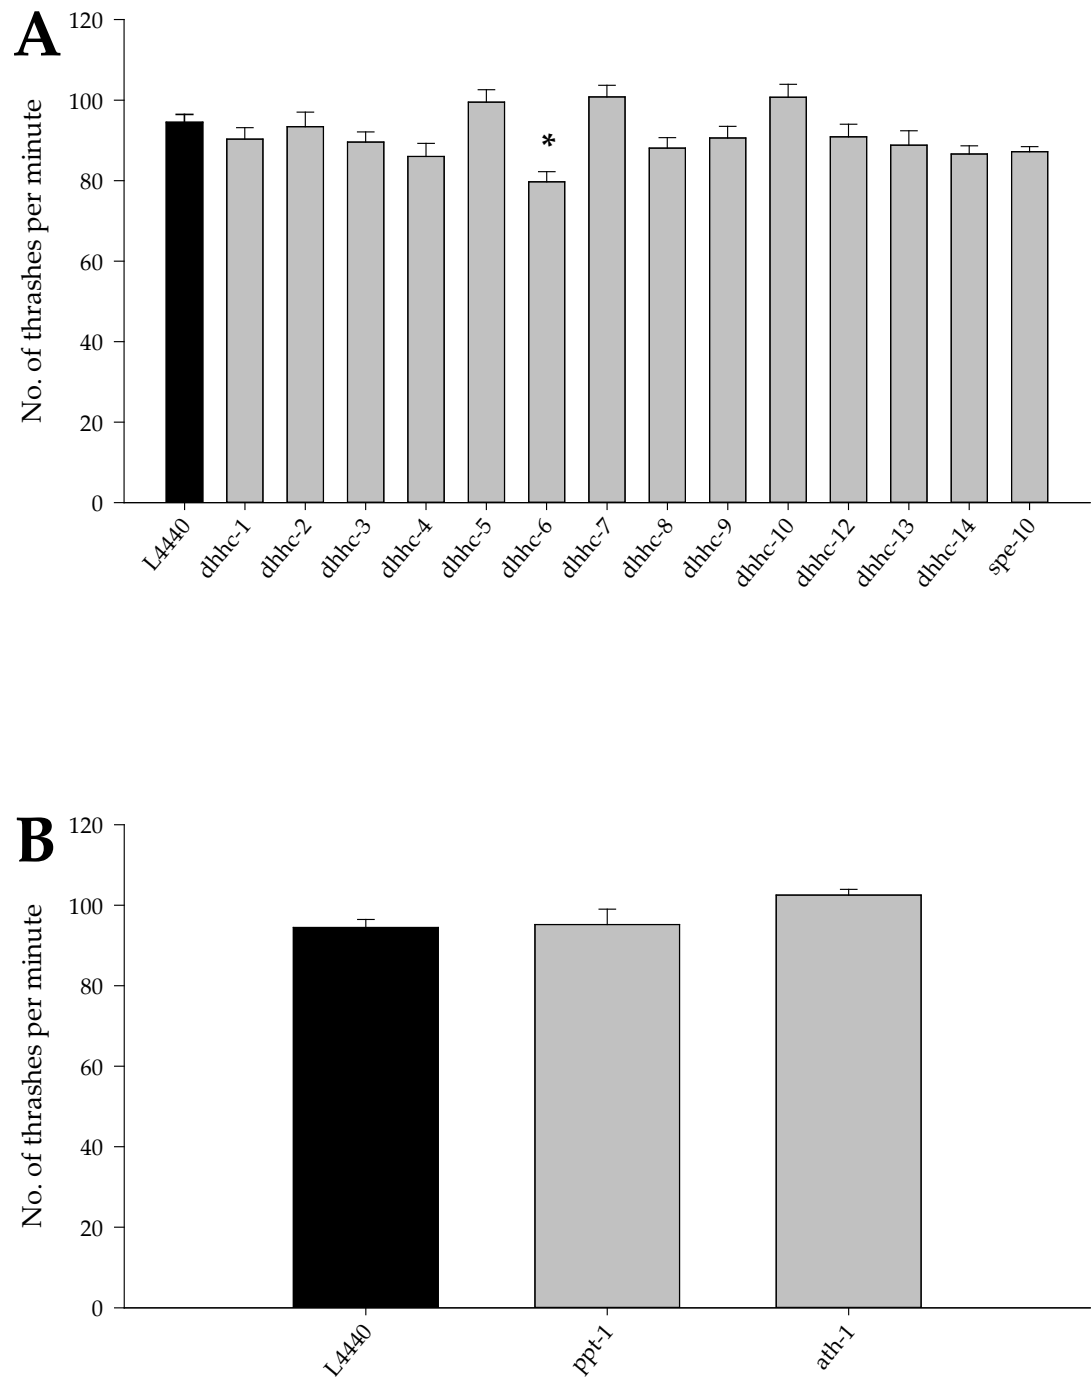 A
No. of thrashes per minute
120
100
80
60
40
20
0
*
L4440
dhhc-1
dhhc-2
dhhc-3
dhhc-4
dhhc-5
dhhc-6
dhhc-7
dhhc-8
dhhc-9
dhhc-10
dhhc-12
dhhc-13
dhhc-14
spe-10
B
No. of thrashes per minute
120
100
80
60
40
20
0
L4440
ppt-1
ath-1